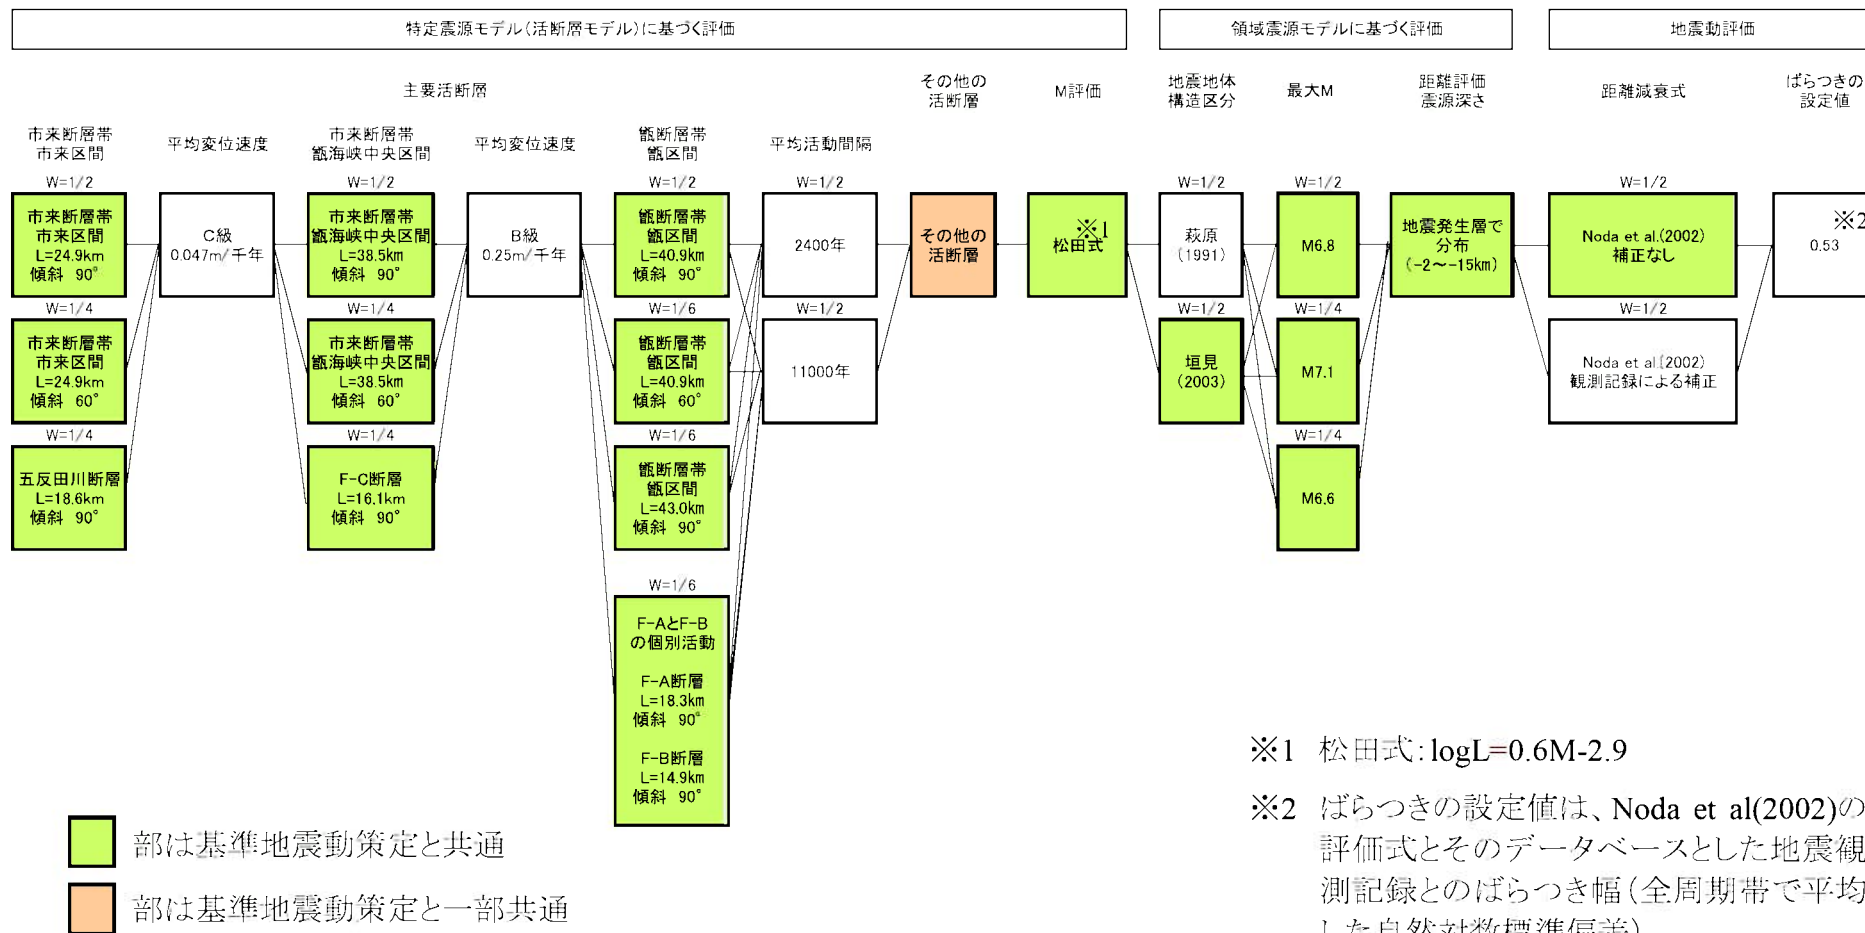 特定震源モデル(活断層モデル)に基づく評価
領域震源モデルに基づく評価
地震動評価
主要活断層
その他の
活断層
M評価
地震地体
構造区分
最大M
距離評価
震源深さ
距離減衰式
ばらつきの
設定値
市来断層帯
市来区間
平均変位速度
市来断層帯
甑海峡中央区間
平均変位速度
甑断層帯
甑区間
平均活動間隔
W=1/2
市来断層帯
市来区間
L=24.9km
傾斜 90°
W=1/4
市来断層帯
市来区間
L=24.9km
傾斜 60°
W=1/4
五反田川断層
L=18.6km
傾斜 90°
C級
0.047m/千年
W=1/2
市来断層帯
甑海峡中央区間
L=38.5km
傾斜 90°
W=1/4
市来断層帯
甑海峡中央区間
L=38.5km
傾斜 60°
W=1/4
F-C断層
L=16.1km
傾斜 90°
B級
0.25m/千年
W=1/2
甑断層帯
甑区間
L=40.9km
傾斜 90°
W=1/6
甑断層帯
甑区間
L=40.9km
傾斜 60°
W=1/6
甑断層帯
甑区間
L=43.0km
傾斜 90°
W=1/6
F-AとF-B
の個別活動
F-A断層
L=18.3km
傾斜 90°
F-B断層
L=14.9km
傾斜 90°
W=1/2
2400年
W=1/2
11000年
その他の
活断層
※1
松田式
W=1/2
萩原
(1991)
W=1/2
垣見
(2003)
W=1/2
M6.8
W=1/4
M7.1
W=1/4
M6.6
地震発生層で
分布
(-2～-15km)
W=1/2
Noda et al.(2002)
補正なし
W=1/2
Noda et al.(2002)
観測記録による補正
※2
0.53
部は基準地震動策定と共通
部は基準地震動策定と一部共通
※1 松田式:logL=0.6M-2.9
※2 ばらつきの設定値は、Noda et al(2002)の
評価式とそのデータベースとした地震観
測記録とのばらつき幅(全周期帯で平均
した自然対数標準偏差)